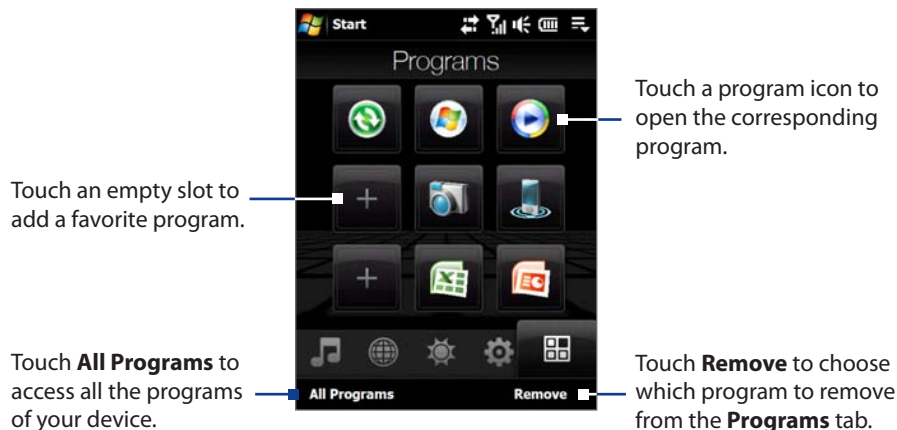 Start
Programs
Touch a program icon to
open the corresponding
program.
Touch an empty slot to
add a favorite program.
Touch All Programs to
access all the programs
of your device.
All Programs
Remove
Touch Remove to choose
which program to remove
from the Programs tab.